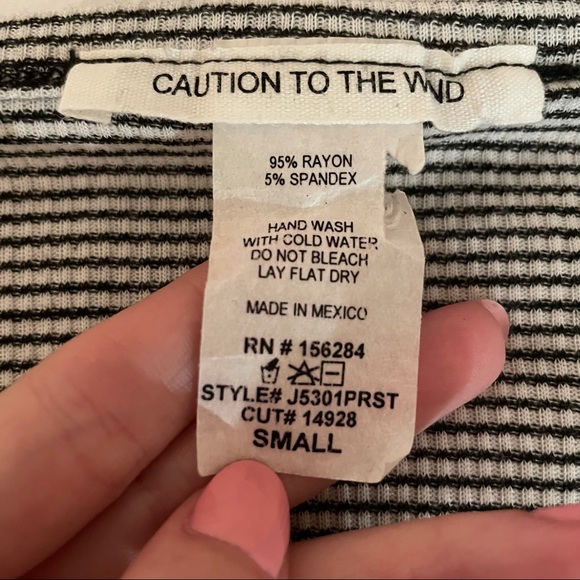 CAUTION TO THE WIND
95% RAYON
5% SPANDEX
HAND WASH
WITH COLD WATER
DO NOT BLEACH
LAY FLAT DRY
MADE IN MEXICO
RN # 156284
STYLE# J5301PRST
CUT# 14928
SMALL